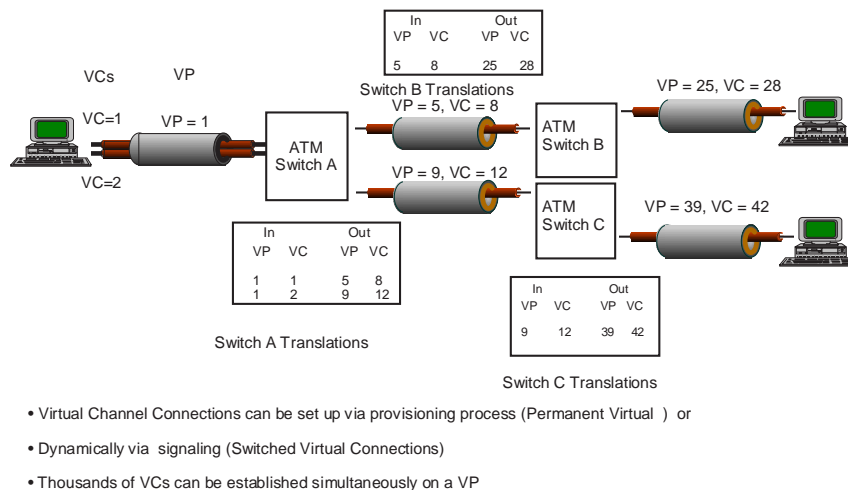 In Out
VP VC VP VC
5 8 25 28
Switch B Translations
VCs VP
VC=1
VP = 1
VC=2
ATM
Switch A
VP = 5, VC = 8
VP = 9, VC = 12
ATM
Switch B
VP = 25, VC = 28
ATM
Switch C
VP = 39, VC = 42
In Out
VP VC VP VC
1 1 5 8
1 2 9 12
Switch A Translations
In Out
VP VC VP VC
9 12 39 42
Switch C Translations
• Virtual Channel Connections can be set up via provisioning process (Permanent Virtual ) or
• Dynamically via signaling (Switched Virtual Connections)
• Thousands of VCs can be established simultaneously on a VP